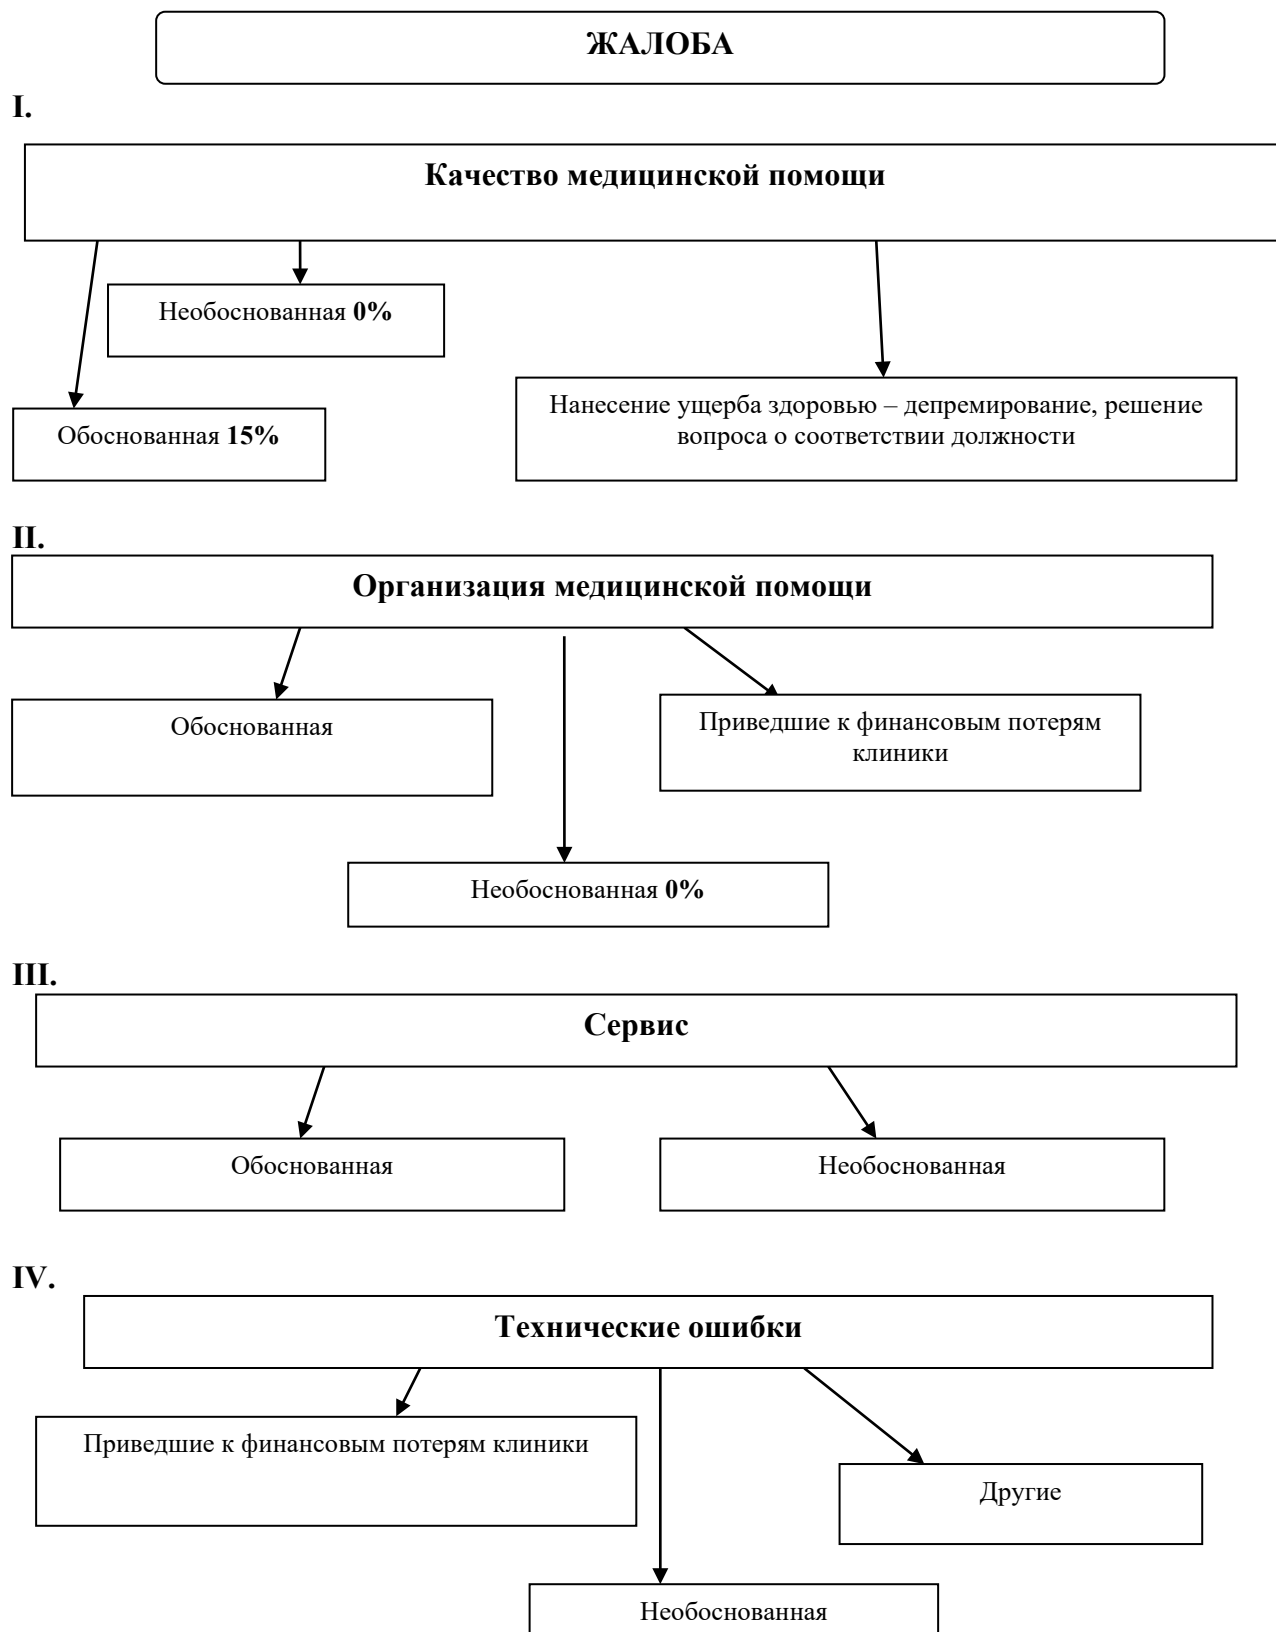 ЖАЛОБА
I.
Качество медицинской помощи
Необоснованная 0%
Обоснованная 15%
Нанесение ущерба здоровью – депремирование, решение
вопроса о соответствии должности
II.
Организация медицинской помощи
Обоснованная
Приведшие к финансовым потерям
клиники
Необоснованная 0%
III.
Сервис
Обоснованная
Необоснованная
IV.
Технические ошибки
Приведшие к финансовым потерям клиники
Другие
Необоснованная